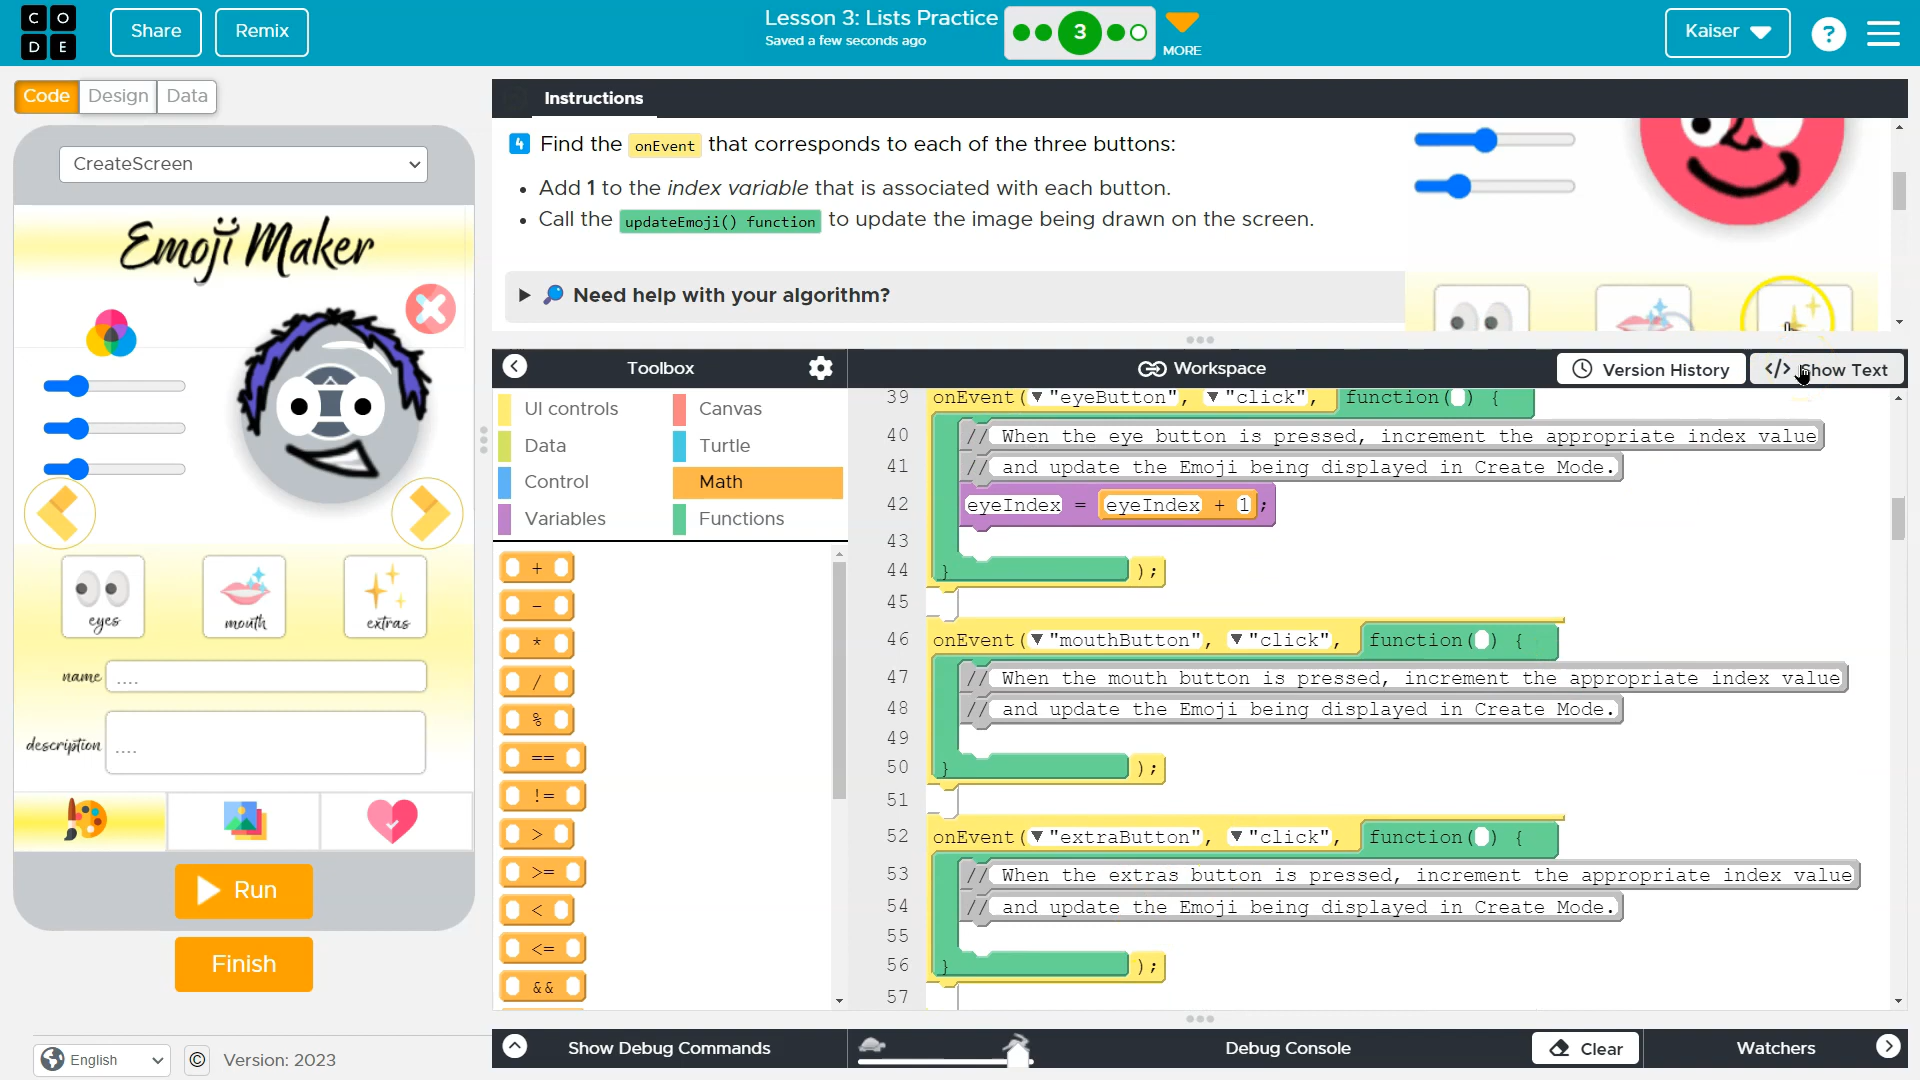 CODE
Share
Remix
Lesson 3: Lists Practice
Saved a few seconds ago
3
MORE
Kaiser
?
Code
Design
Data
CreateScreen
Emoji Maker
eyes
mouth
extras
name
....
description
....
Run
Finish
English
©
Version: 2023
Instructions
4 Find the onEvent that corresponds to each of the three buttons:
• Add 1 to the index variable that is associated with each button.
• Call the updateEmoji() function to update the image being drawn on the screen.
Need help with your algorithm?
Toolbox
Workspace
Version History
</> Show Text
UI controls
Canvas
Data
Turtle
Control
Math
Variables
Functions
+
-
*
/
%
==
!=
>
>=
<
<=
&&
39 onEvent( "eyeButton", "click", function( ) {
40 // When the eye button is pressed, increment the appropriate index value
41 // and update the Emoji being displayed in Create Mode.
42 eyeIndex = eyeIndex + 1;
43
44 } );
45
46 onEvent( "mouthButton", "click", function( ) {
47 // When the mouth button is pressed, increment the appropriate index value
48 // and update the Emoji being displayed in Create Mode.
49
50 } );
51
52 onEvent( "extraButton", "click", function( ) {
53 // When the extras button is pressed, increment the appropriate index value
54 // and update the Emoji being displayed in Create Mode.
55
56 } );
57
Show Debug Commands
Debug Console
Clear
Watchers